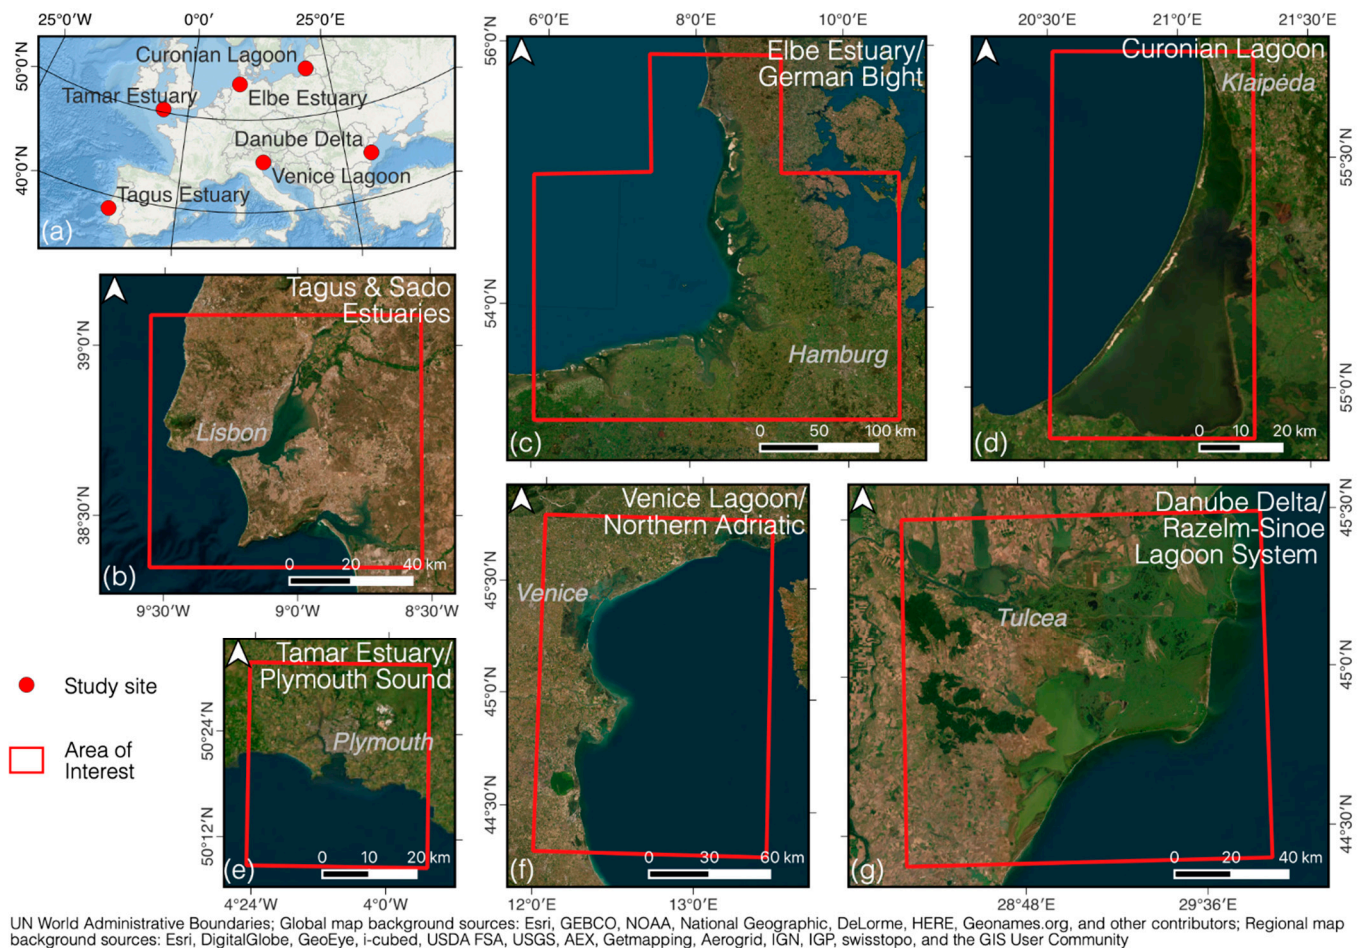 25°0'W
0°0'
25°0'E
50°0'N
40°0'N
Curonian Lagoon
Tamar Estuary
Elbe Estuary
Danube Delta
Venice Lagoon
Tagus Estuary
(a)
6°0'E
8°0'E
10°0'E
56°0'N
54°0'N
Elbe Estuary/
German Bight
Hamburg
0 50 100 km
(c)
20°30'E
21°0'E
21°30'E
Curonian Lagoon
Klaipėda
55°30'N
55°0'N
0 10 20 km
(d)
Tagus & Sado
Estuaries
39°0'N
38°30'N
Lisbon
0 20 40 km
(b)
9°30'W
9°0'W
8°30'W
Study site
Area of
Interest
Tamar Estuary/
Plymouth Sound
50°24'N
50°12'N
Plymouth
0 10 20 km
(e)
4°24'W
4°0'W
Venice Lagoon/
Northern Adriatic
45°30'N
45°0'N
44°30'N
Venice
0 30 60 km
(f)
12°0'E
13°0'E
Danube Delta/
Razelm-Sinoe
Lagoon System
45°30'N
45°0'N
44°30'N
Tulcea
0 20 40 km
(g)
28°48'E
29°36'E
UN World Administrative Boundaries; Global map background sources: Esri, GEBCO, NOAA, National Geographic, DeLorme, HERE, Geonames.org, and other contributors; Regional map
background sources: Esri, DigitalGlobe, GeoEye, i-cubed, USDA FSA, USGS, AEX, Getmapping, Aerogrid, IGN, IGP, swisstopo, and the GIS User Community